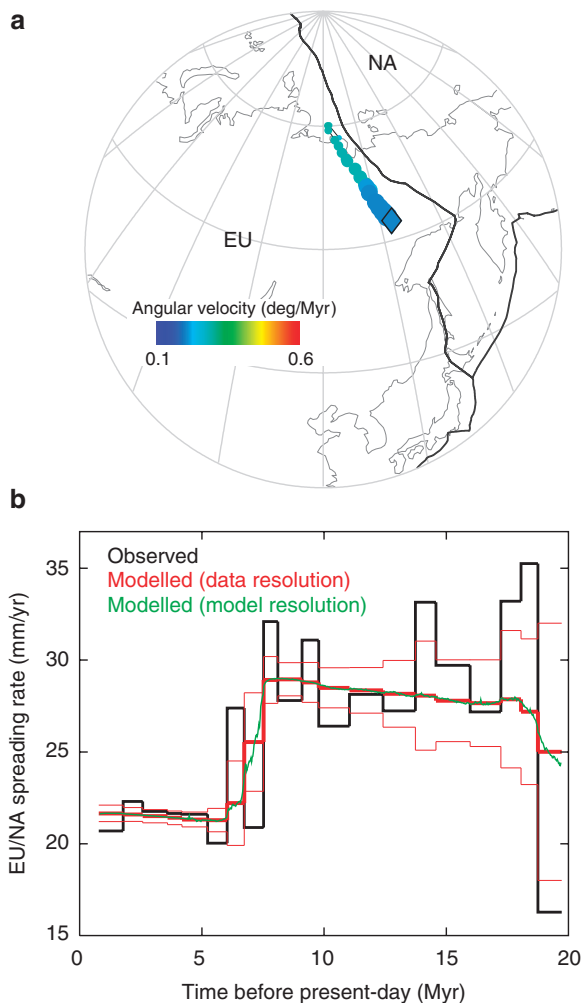 a
NA
EU
Angular velocity (deg/Myr)
0.1 0.6
b
Observed
Modelled (data resolution)
Modelled (model resolution)
EU/NA spreading rate (mm/yr)
35
30
25
20
15
0 5 10 15 20
Time before present-day (Myr)